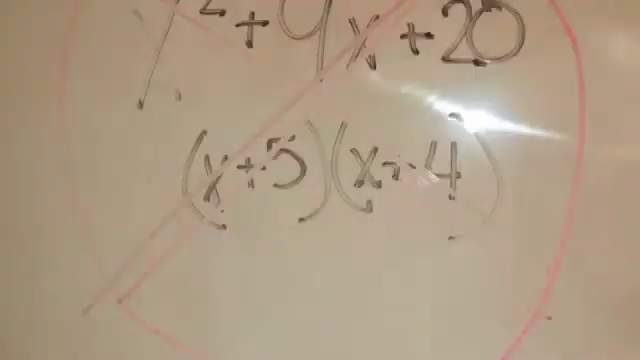 x² + 9x + 20
(x+5)(x+4)